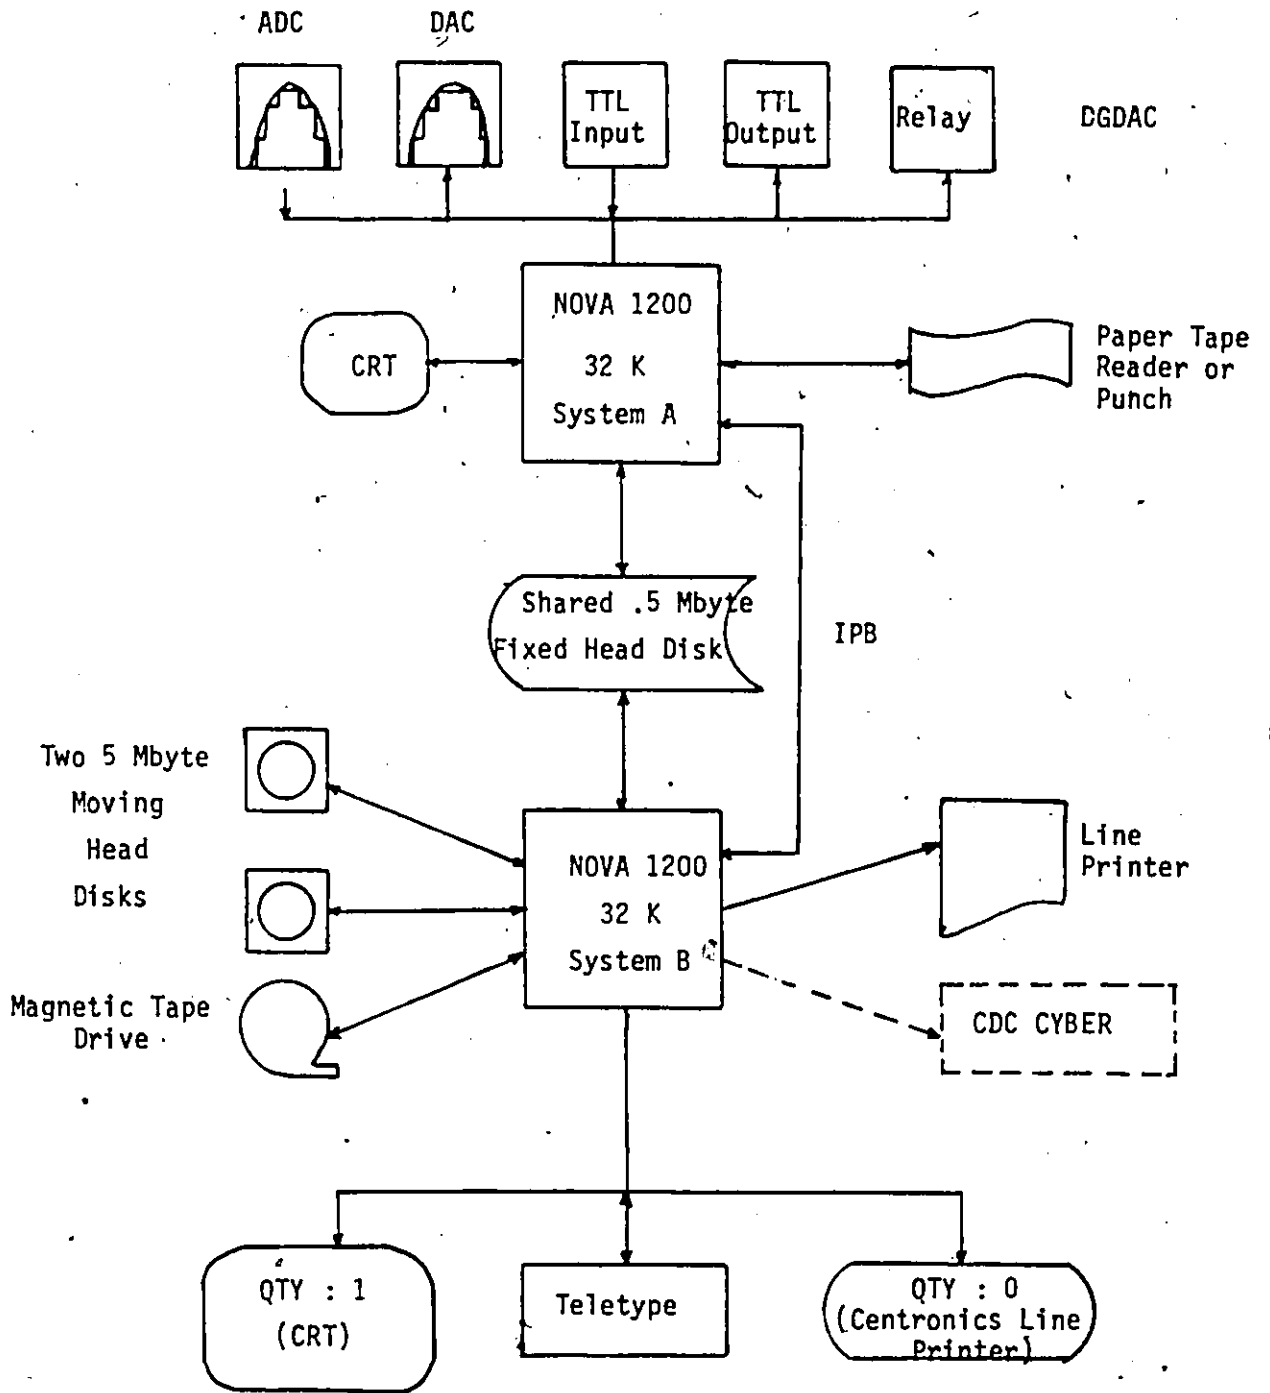 ADC
DAC
TTL
Input
TTL
Output
Relay
DGDAC
NOVA 1200
32 K
System A
CRT
Paper Tape
Reader or
Punch
Shared .5 Mbyte
Fixed Head Disk
IPB
Two 5 Mbyte
Moving
Head
Disks
NOVA 1200
32 K
System B
Line
Printer
Magnetic Tape
Drive
CDC CYBER
QTY : 1
(CRT)
Teletype
QTY : 0
(Centronics Line
Printer)